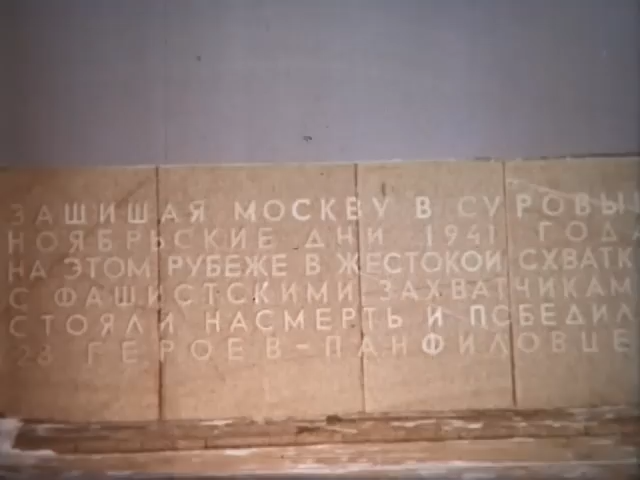 ЗАЩИЩАЯ МОСКВУ В СУРОВЫ
НОЯБРЬСКИЕ ДНИ 1941 ГОДА
НА ЭТОМ РУБЕЖЕ В ЖЕСТОКОЙ СХВАТК
С ФАШИСТСКИМИ ЗАХВАТЧИКАМ
СТОЯЛИ НАСМЕРТЬ И ПОБЕДИЛ
28 ГЕРОЕВ-ПАНФИЛОВЦЕ